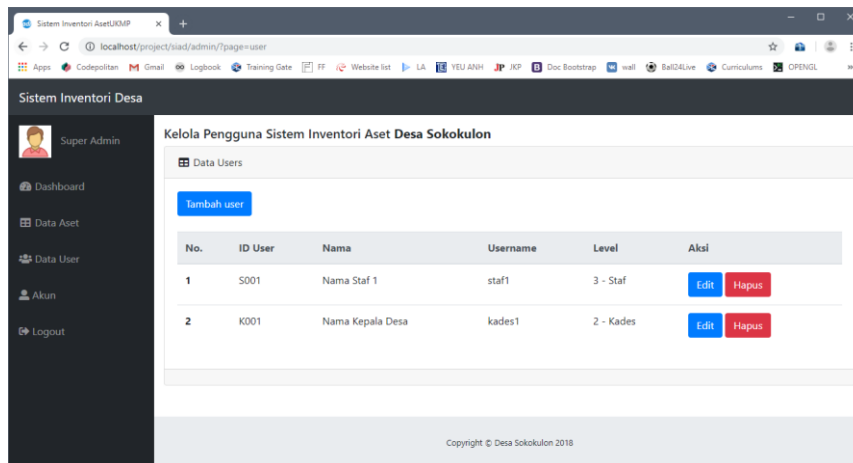 Sistem Inventori AsetUKMP
localhost/project/siad/admin/?page=user
Apps Codepolitan Gmail Logbook Training Gate FF Website list LA YEU ANH JKP Doc Bootstrap wall Ball24Live Curiculums OPENGL
Sistem Inventori Desa
Super Admin
Dashboard
Data Aset
Data User
Akun
Logout
Kelola Pengguna Sistem Inventori Aset Desa Sokokulon
Data Users
Tambah user
No. ID User Nama Username Level Aksi
1 S001 Nama Staf 1 staf1 3 - Staf Edit Hapus
2 K001 Nama Kepala Desa kades1 2 - Kades Edit Hapus
Copyright © Desa Sokokulon 2018